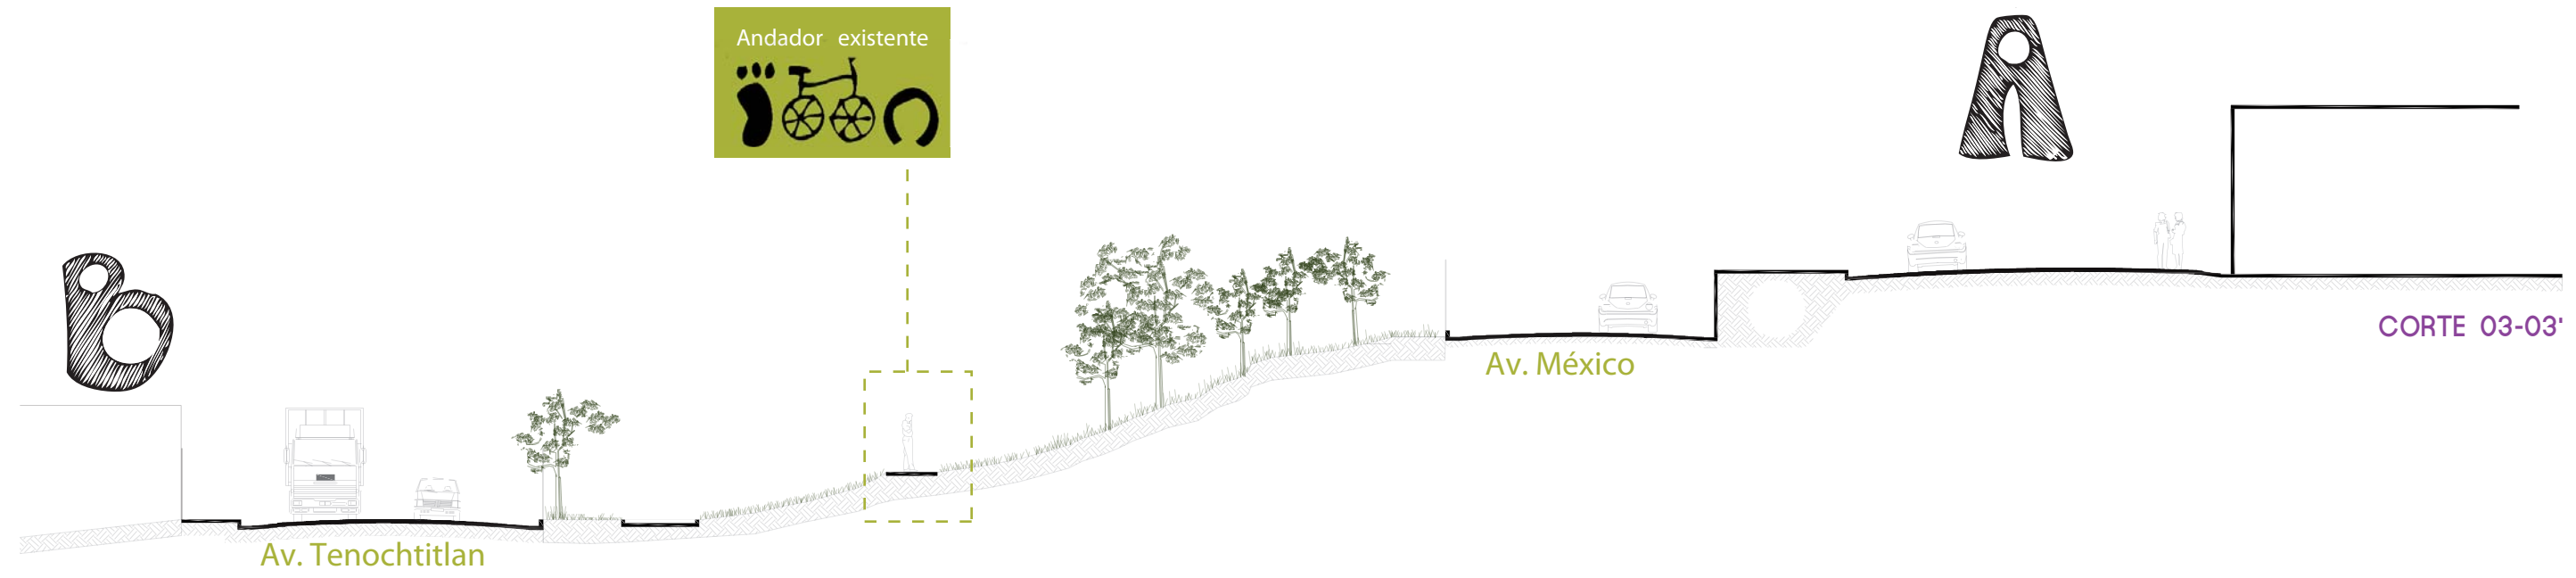 Andador existente
A
b
Av. México
CORTE 03-03'
Av. Tenochtitlan